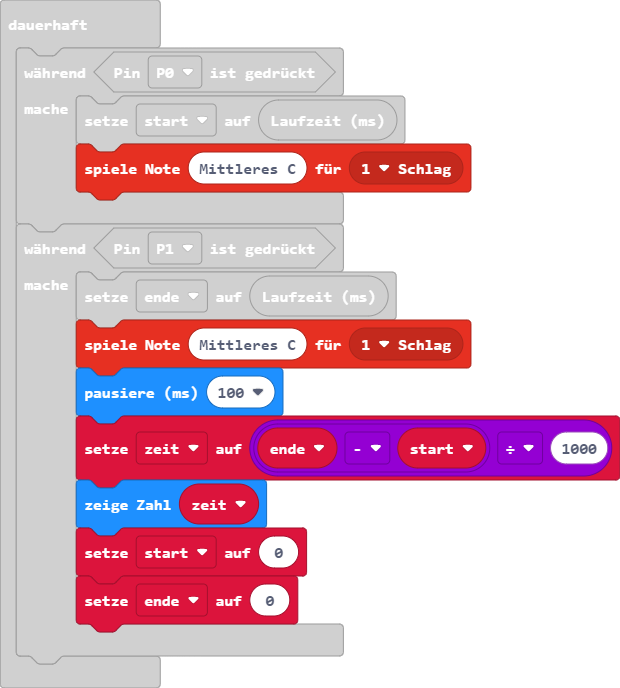 dauerhaft
während Pin P0 ist gedrückt
mache
setze start auf Laufzeit (ms)
spiele Note Mittleres C für 1 Schlag
während Pin P1 ist gedrückt
mache
setze ende auf Laufzeit (ms)
spiele Note Mittleres C für 1 Schlag
pausiere (ms) 100
setze zeit auf ende - start ÷ 1000
zeige Zahl zeit
setze start auf 0
setze ende auf 0